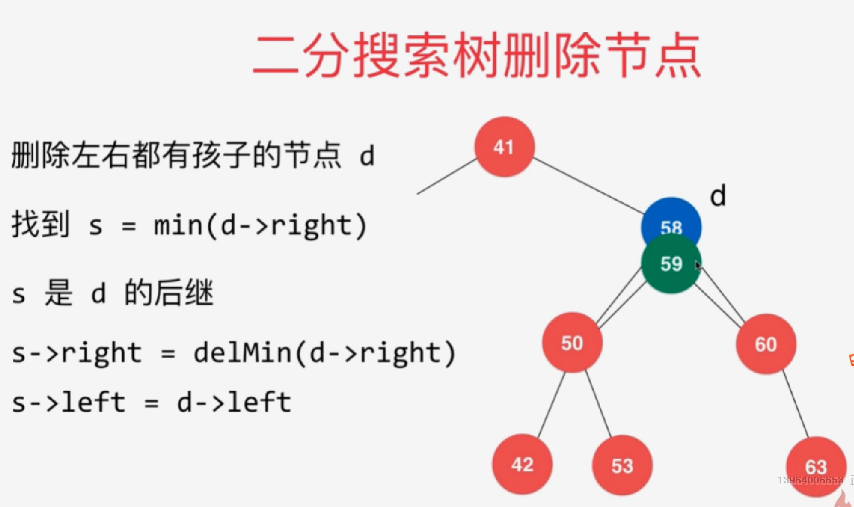 二分搜索树删除节点
删除左右都有孩子的节点 d
找到 s = min(d->right)
s 是 d 的后继
s->right = delMin(d->right)
s->left = d->left
41
d
58
59
50
60
42
53
63